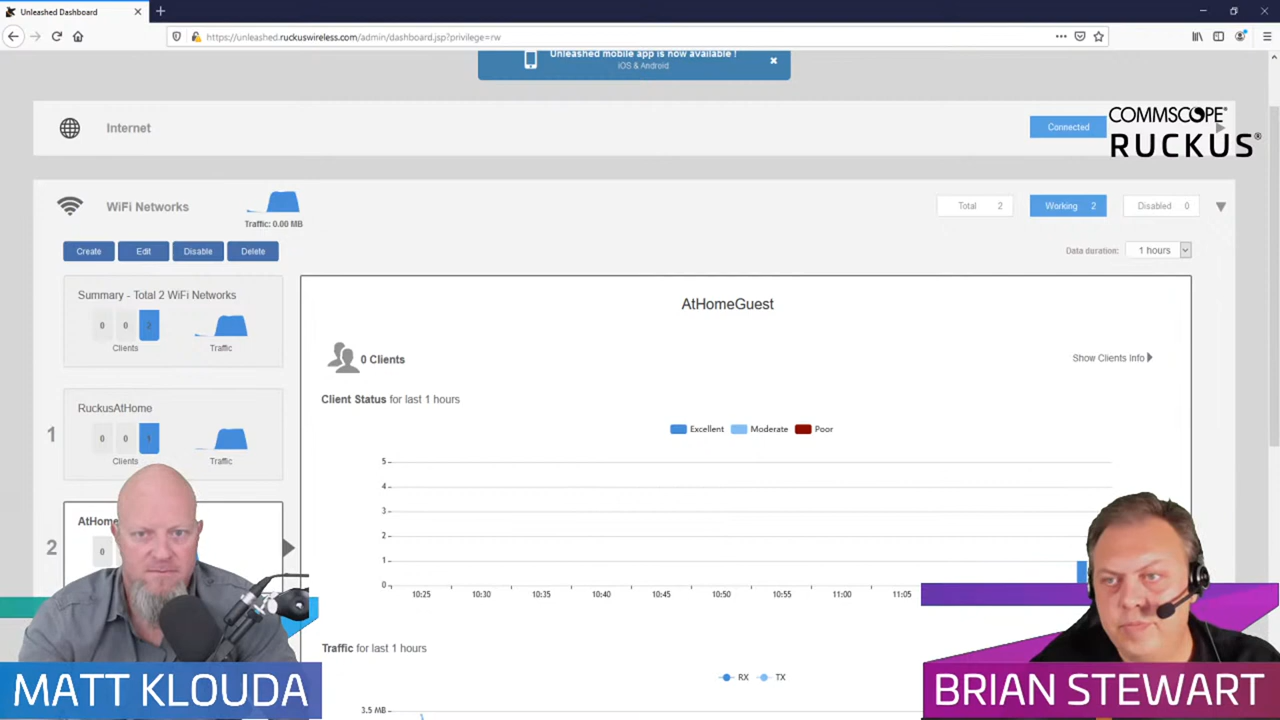 Unleashed Dashboard
https://unleashed.ruckuswireless.com/admin/dashboard.jsp?privilege=rw
Unleashed mobile app is now available !
iOS & Android
Internet
Connected
COMMSCOPE®
RUCKUS®
WiFi Networks
Traffic: 0.00 MB
Total 2
Working 2
Disabled 0
Create
Edit
Disable
Delete
Data duration: 1 hours
Summary - Total 2 WiFi Networks
0 0 2
Clients
Traffic
AtHomeGuest
0 Clients
Show Clients Info
Client Status for last 1 hours
Excellent Moderate Poor
1
RuckusAtHome
0 0 1
Clients
Traffic
2
AtHome
0
5
4
3
2
1
0
10:25 10:30 10:35 10:40 10:45 10:50 10:55 11:00 11:05
Traffic for last 1 hours
RX TX
3.5 MB
MATT KLOUDA
BRIAN STEWART